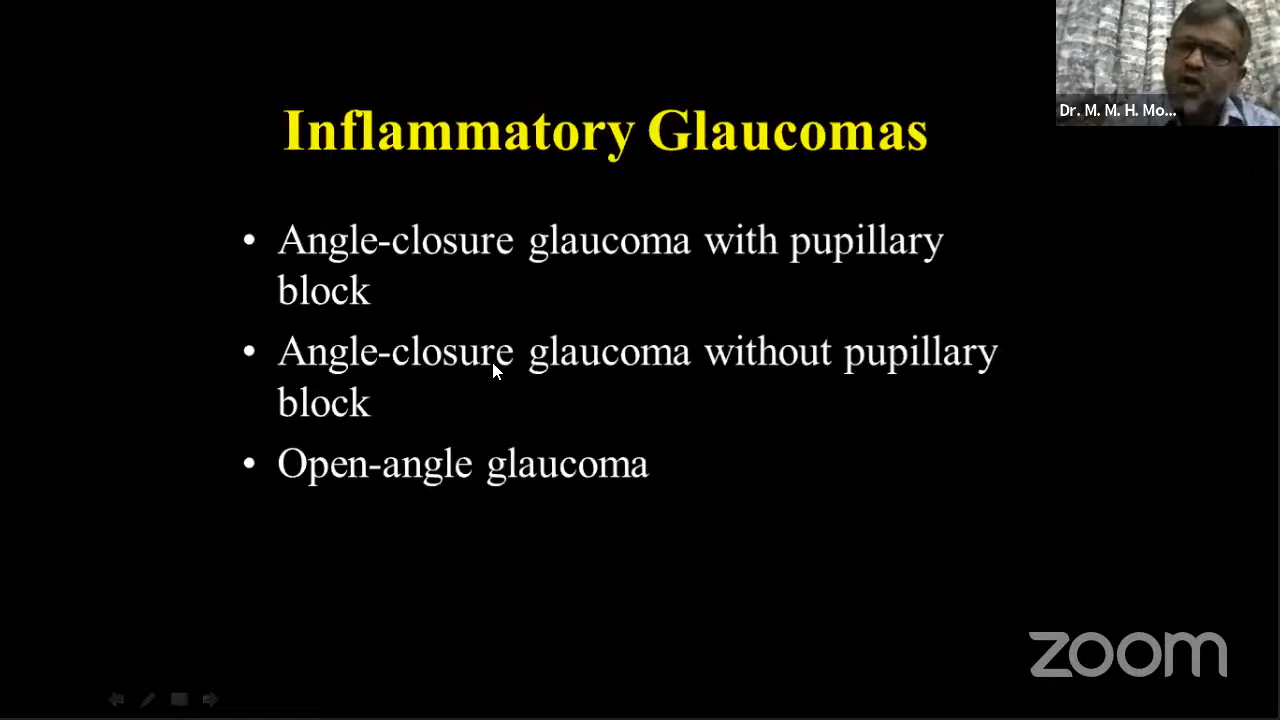 Dr. M. M. H. Mo...
Inflammatory Glaucomas
• Angle-closure glaucoma with pupillary
block
• Angle-closure glaucoma without pupillary
block
• Open-angle glaucoma
zoom